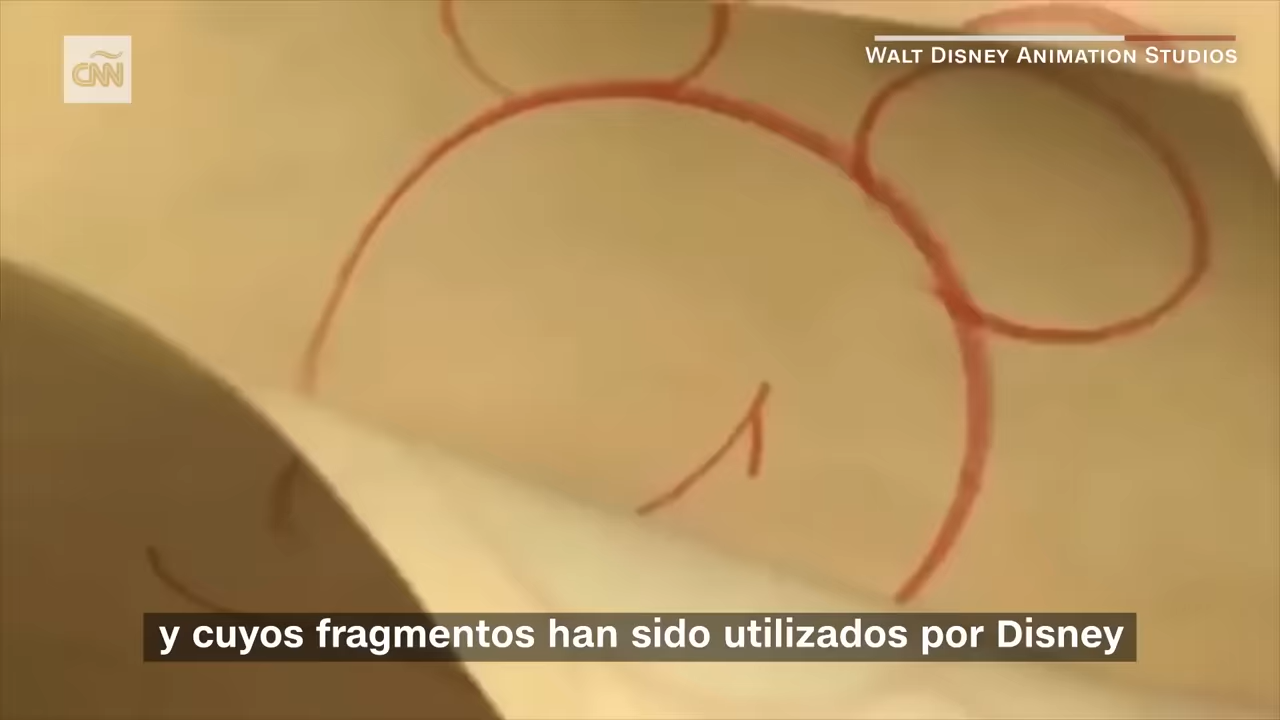 CNN
WALT DISNEY ANIMATION STUDIOS
y cuyos fragmentos han sido utilizados por Disney